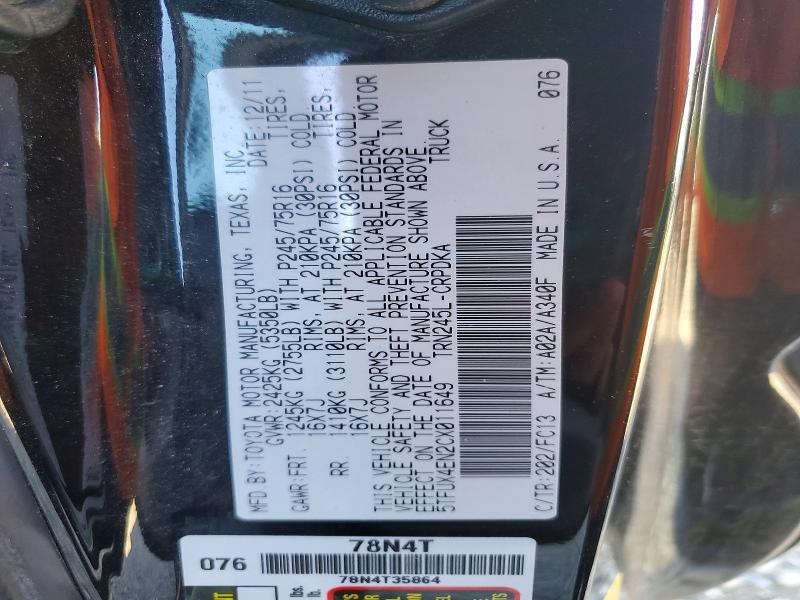 MFD BY:TOYOTA MOTOR MANUFACTURING, TEXAS, INC.
GVWR:2425KG (5350LB) DATE:12/11
GAWR:FRT. 1245KG (2755LB) WITH P245/75R16 TIRES,
16X7J RIMS, AT 210KPA (30PSI) COLD
RR. 1410KG (3110LB) WITH P245/75R16 TIRES,
16X7J RIMS, AT 210KPA (30PSI) COLD
THIS VEHICLE CONFORMS TO ALL APPLICABLE FEDERAL MOTOR
VEHICLE SAFETY AND THEFT PREVENTION STANDARDS IN
EFFECT ON THE DATE OF MANUFACTURE SHOWN ABOVE.
5TFUX4EN2CX011649 TRN245L-CRPDKA TRUCK
C/TR:202/FC13 A/TM:A02A/A340F MADE IN U.S.A. 076
78N4T
076
78N4T35864
lbs.
lb.